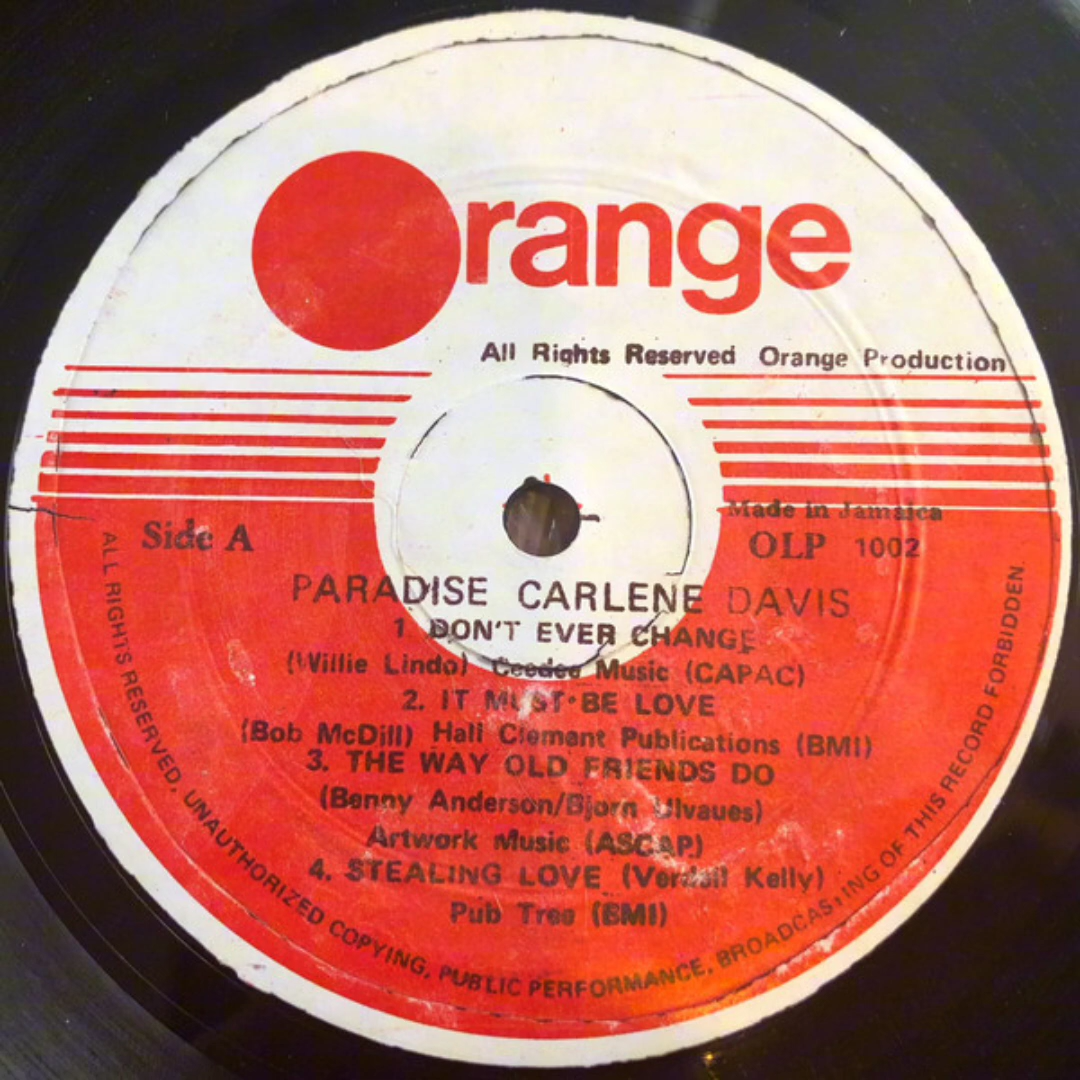 Orange
All Rights Reserved Orange Production
Made in Jamaica
Side A
OLP 1002
PARADISE CARLENE DAVIS
1 DON'T EVER CHANGE
(Willie Lindo) Ceedee Music (CAPAC)
2. IT MUST BE LOVE
(Bob McDill) Hall Clement Publications (BMI)
3. THE WAY OLD FRIENDS DO
(Benny Anderson/Bjorn Ulvaues)
Artwork Music (ASCAP)
4. STEALING LOVE (Verdell Kelly)
Pub Tree (BMI)
ALL RIGHTS RESERVED, UNAUTHORIZED COPYING, PUBLIC PERFORMANCE, BROADCASTING OF THIS RECORD FORBIDDEN.